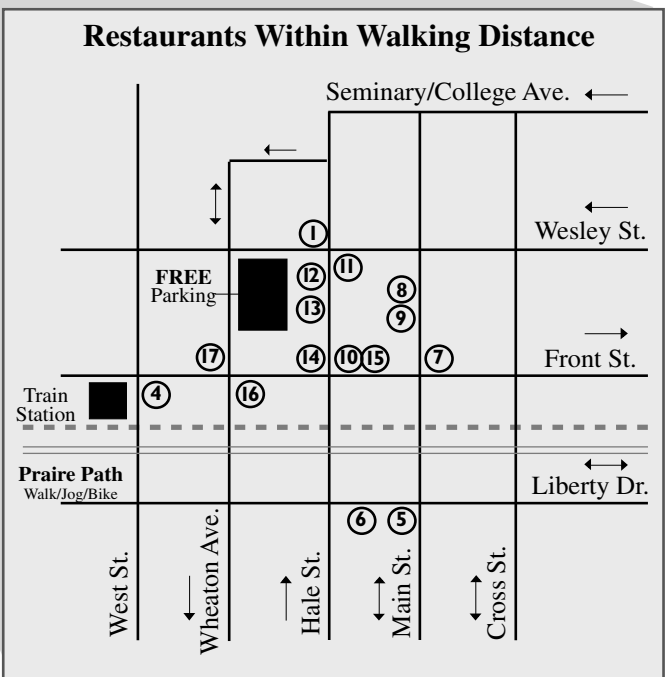 Restaurants Within Walking Distance
Seminary/College Ave.
Wesley St.
1
11
12
FREE
Parking
8
13
9
17
14
10
15
7
Front St.
Train
Station
4
16
Praire Path
Walk/Jog/Bike
Liberty Dr.
6
5
West St.
Wheaton Ave.
Hale St.
Main St.
Cross St.